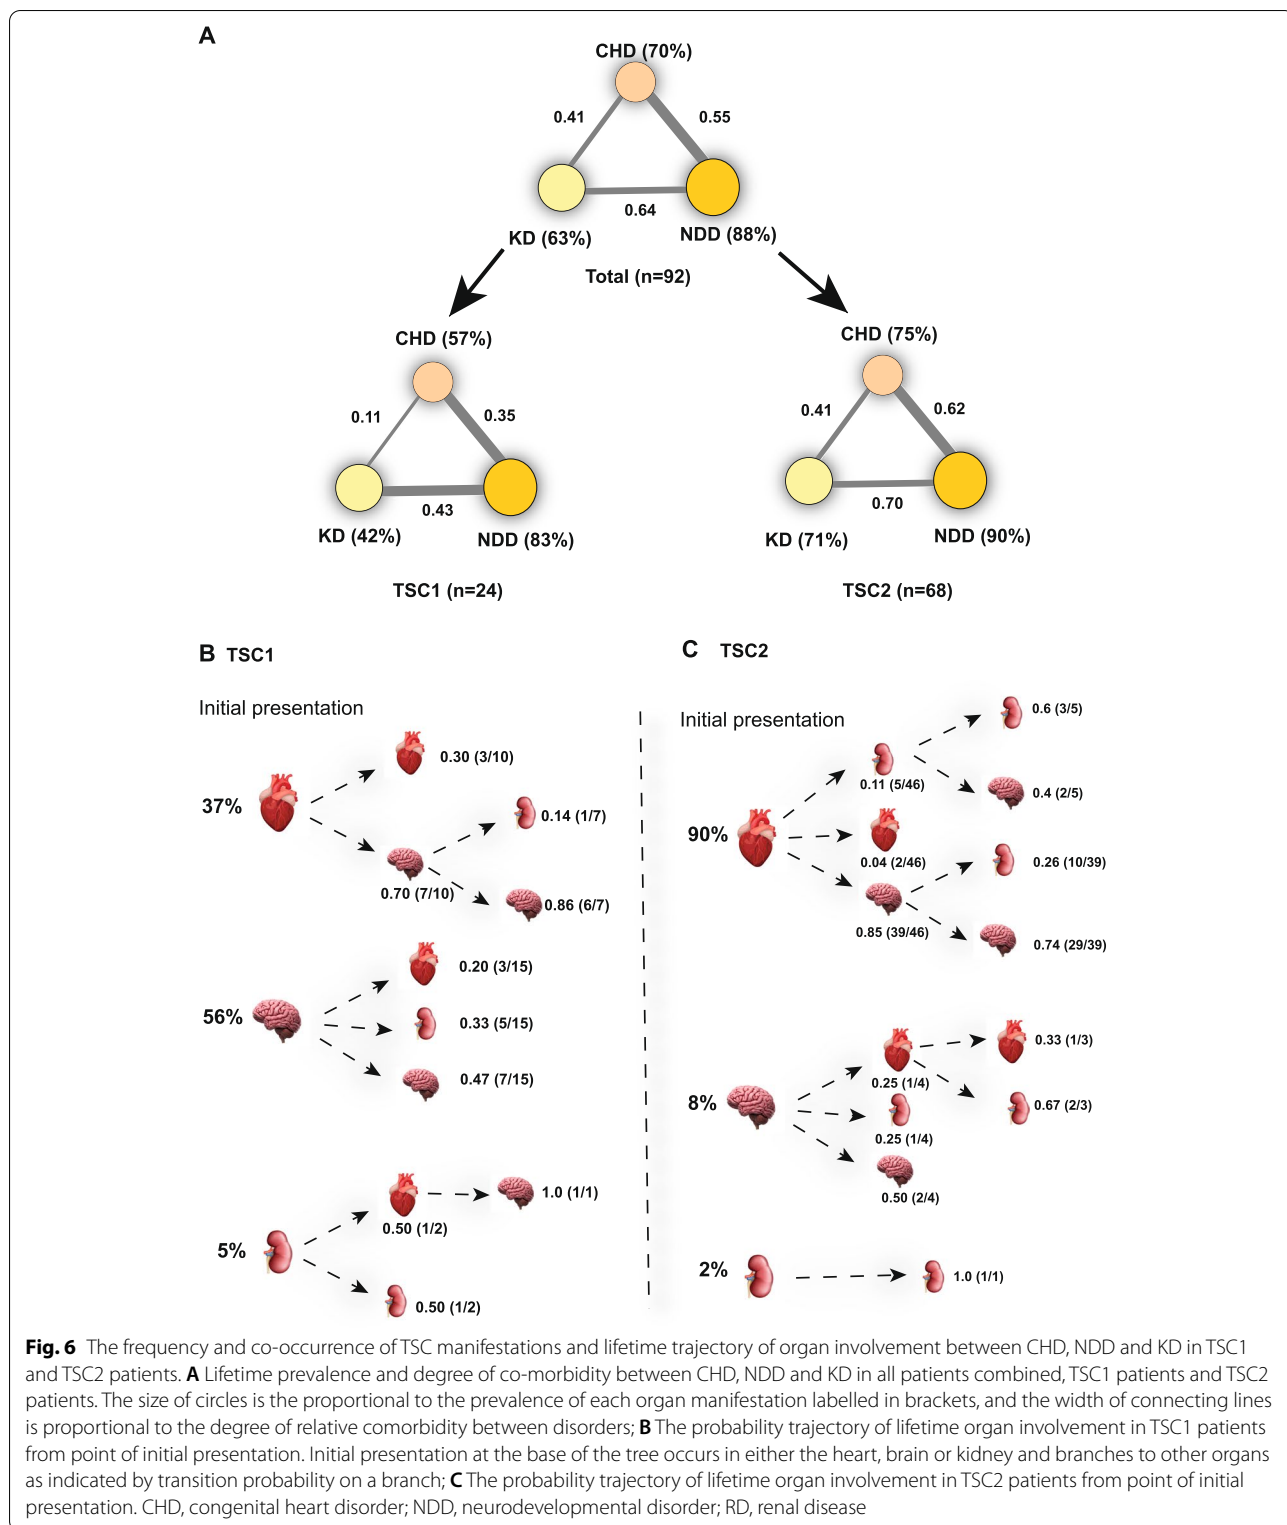 A
CHD (70%)
0.41
0.55
0.64
KD (63%)
NDD (88%)
Total (n=92)
CHD (57%)
0.11
0.35
0.43
KD (42%)
NDD (83%)
TSC1 (n=24)
CHD (75%)
0.41
0.62
0.70
KD (71%)
NDD (90%)
TSC2 (n=68)
B TSC1
Initial presentation
37%
0.30 (3/10)
0.70 (7/10)
0.14 (1/7)
0.86 (6/7)
56%
0.20 (3/15)
0.33 (5/15)
0.47 (7/15)
5%
0.50 (1/2)
1.0 (1/1)
0.50 (1/2)
C TSC2
Initial presentation
90%
0.11 (5/46)
0.6 (3/5)
0.4 (2/5)
0.04 (2/46)
0.85 (39/46)
0.26 (10/39)
0.74 (29/39)
8%
0.25 (1/4)
0.33 (1/3)
0.67 (2/3)
0.25 (1/4)
0.50 (2/4)
2%
1.0 (1/1)
Fig. 6 The frequency and co-occurrence of TSC manifestations and lifetime trajectory of organ involvement between CHD, NDD and KD in TSC1
and TSC2 patients. A Lifetime prevalence and degree of co-morbidity between CHD, NDD and KD in all patients combined, TSC1 patients and TSC2
patients. The size of circles is the proportional to the prevalence of each organ manifestation labelled in brackets, and the width of connecting lines
is proportional to the degree of relative comorbidity between disorders; B The probability trajectory of lifetime organ involvement in TSC1 patients
from point of initial presentation. Initial presentation at the base of the tree occurs in either the heart, brain or kidney and branches to other organs
as indicated by transition probability on a branch; C The probability trajectory of lifetime organ involvement in TSC2 patients from point of initial
presentation. CHD, congenital heart disorder; NDD, neurodevelopmental disorder; RD, renal disease